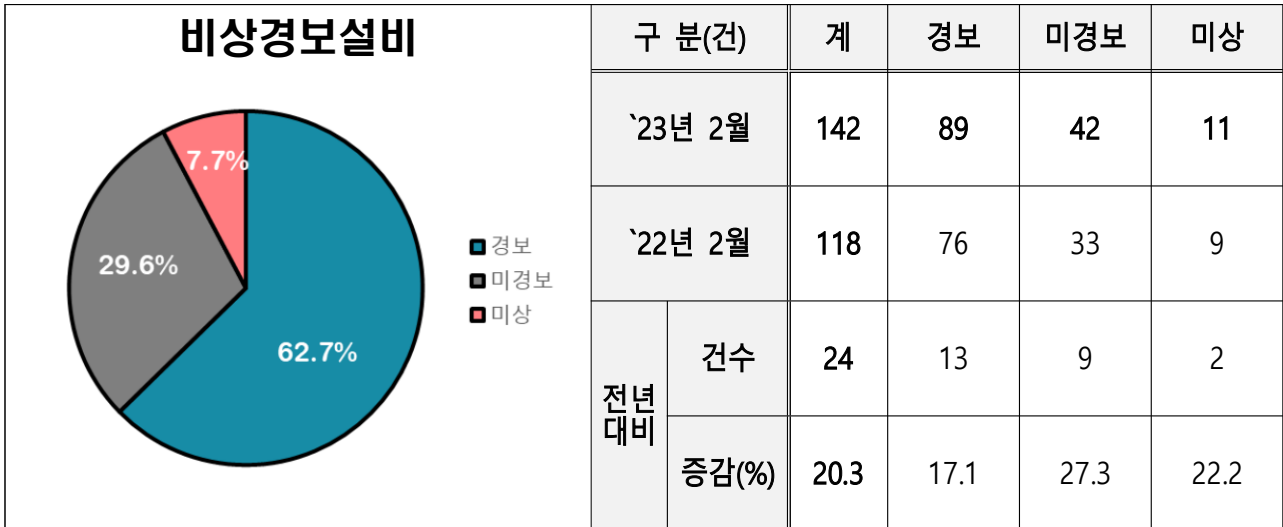 비상경보설비
7.7%
29.6%
62.7%
경보
미경보
미상
구 분(건) 계 경보 미경보 미상
`23년 2월 142 89 42 11
`22년 2월 118 76 33 9
전년
대비
건수 24 13 9 2
증감(%) 20.3 17.1 27.3 22.2